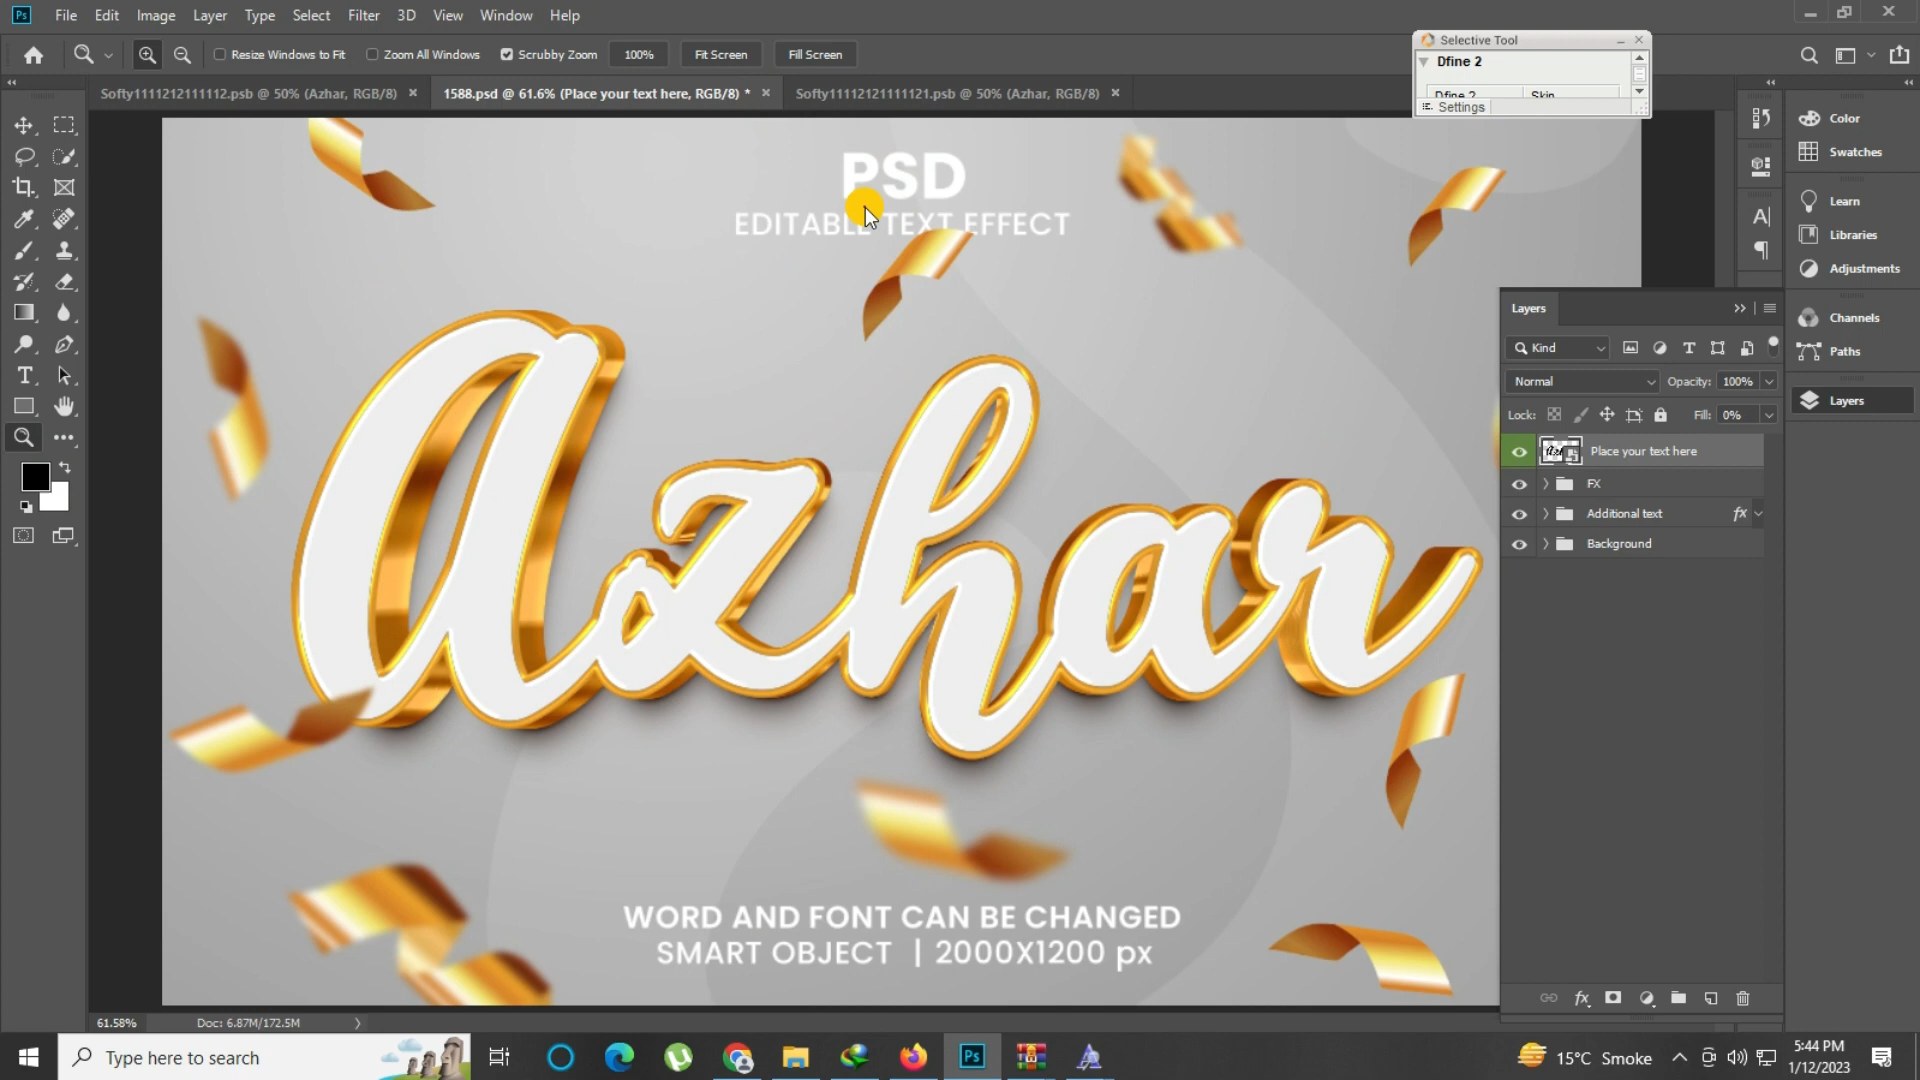 Ps File Edit Image Layer Type Select Filter 3D View Window Help
Resize Windows to Fit Zoom All Windows Scrubby Zoom 100% Fit Screen Fill Screen
Selective Tool
Dfine 2
Dfine 2 Skin
Settings
Softy1111212111112.psb @ 50% (Azhar, RGB/8) × 1588.psd @ 61.6% (Place your text here, RGB/8) * × Softy11112121111121.psb @ 50% (Azhar, RGB/8) ×
PSD
EDITABLE TEXT EFFECT
Azhar
WORD AND FONT CAN BE CHANGED
SMART OBJECT | 2000X1200 px
Color
Swatches
Learn
Libraries
Adjustments
Channels
Paths
Layers
Layers
Kind
Normal Opacity: 100%
Lock: Fill: 0%
Place your text here
FX
Additional text fx
Background
61.58% Doc: 6.87M/172.5M
Type here to search
15°C Smoke
5:44 PM
1/12/2023